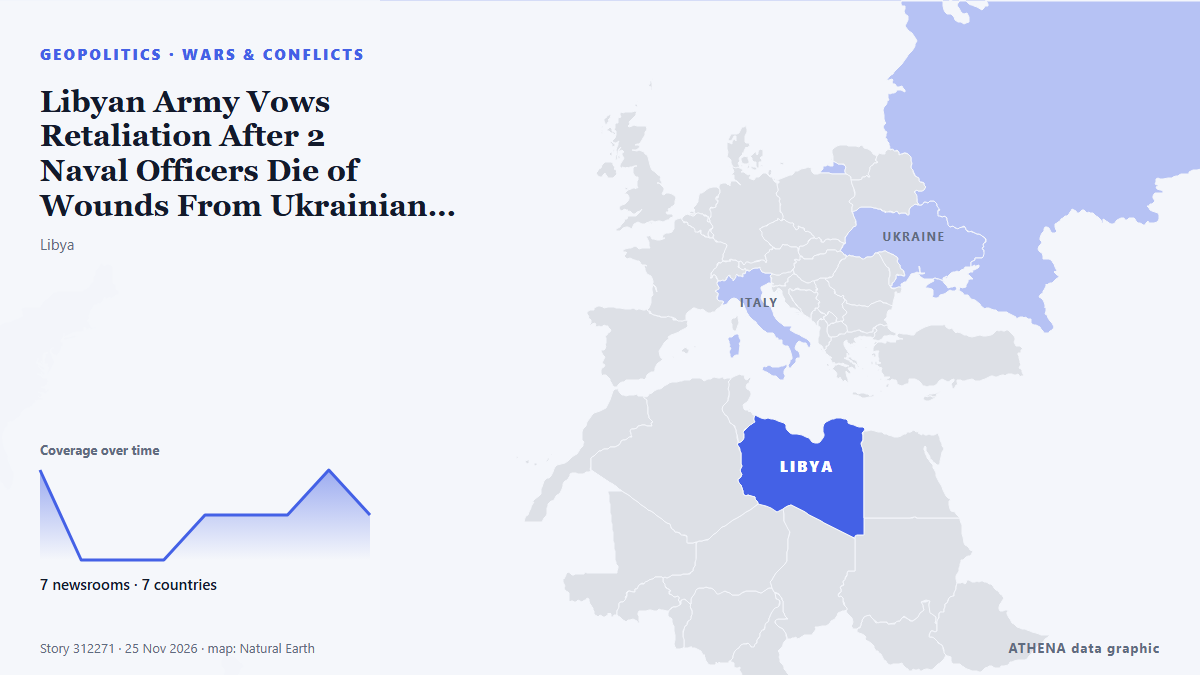 GEOPOLITICS · WARS & CONFLICTS
Libyan Army Vows
Retaliation After 2
Naval Officers Die of
Wounds From Ukrainian...
Libya
UKRAINE
ITALY
LIBYA
Coverage over time
7 newsrooms · 7 countries
Story 312271 · 25 Nov 2026 · map: Natural Earth
ATHENA data graphic